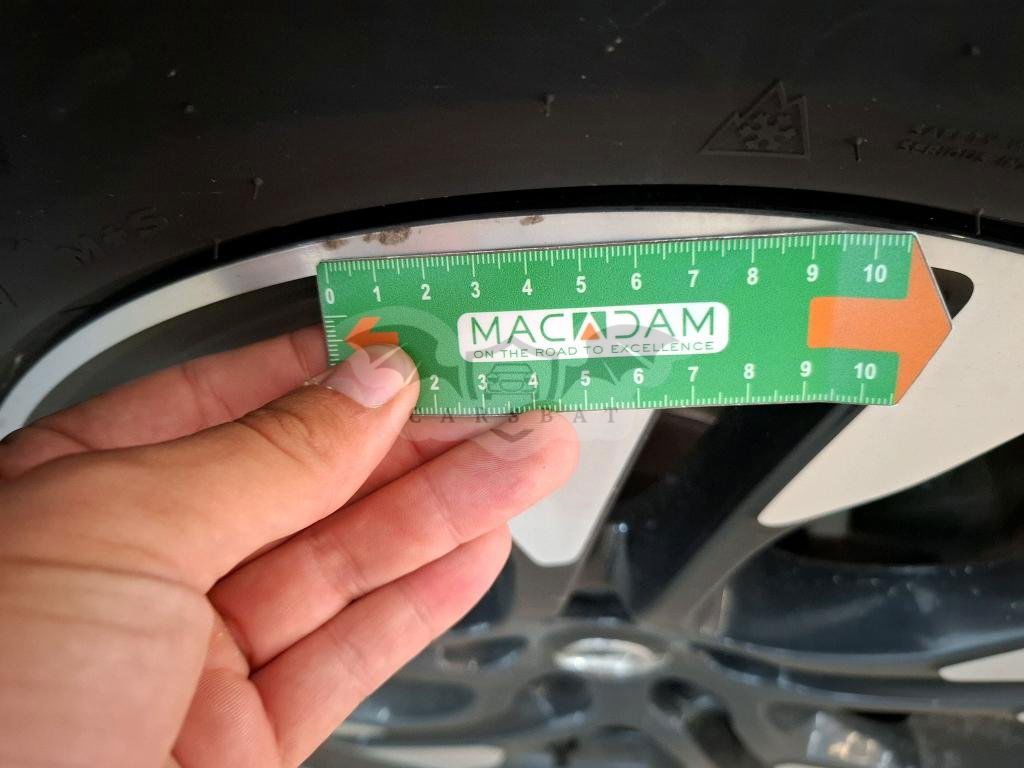 M+S
0 1 2 3 4 5 6 7 8 9 10
MACADAM
ON THE ROAD TO EXCELLENCE
2 3 4 5 6 7 8 9 10
CARSBAT